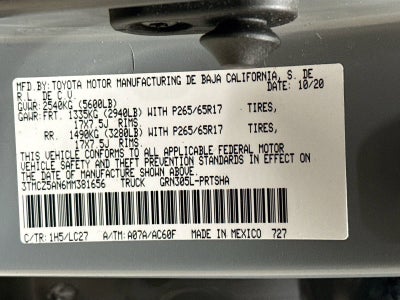 MFD.BY:TOYOTA MOTOR MANUFACTURING DE BAJA CALIFORNIA, S. DE
R.L. DE C.V. DATE: 10/20
GVWR: 2540KG (5600LB)
GAWR: FRT. 1335KG (2940LB) WITH P265/65R17 TIRES,
17X7.5J RIMS
RR. 1490KG (3280LB) WITH P265/65R17 TIRES,
17X7.5J RIMS
THIS VEHICLE CONFORMS TO ALL APPLICABLE FEDERAL MOTOR
VEHICLE SAFETY AND THEFT PREVENTION STANDARDS IN EFFECT ON
THE DATE OF MANUFACTURE SHOWN ABOVE.
3TMCZ5AN6MM381656 TRUCK GRN305L-PRTSHA
C/TR: 1H5/LC27 A/TM: A07A/AC60F MADE IN MEXICO 727